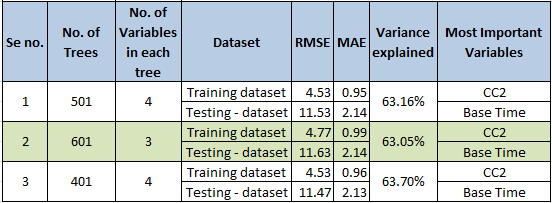 Se no. No. of Trees No. of Variables in each tree Dataset RMSE MAE Variance explained Most Important Variables
1 501 4 Training dataset 4.53 0.95 63.16% CC2
Testing - dataset 11.53 2.14 Base Time
2 601 3 Training dataset 4.77 0.99 63.05% CC2
Testing - dataset 11.63 2.14 Base Time
3 401 4 Training dataset 4.53 0.96 63.70% CC2
Testing - dataset 11.47 2.13 Base Time